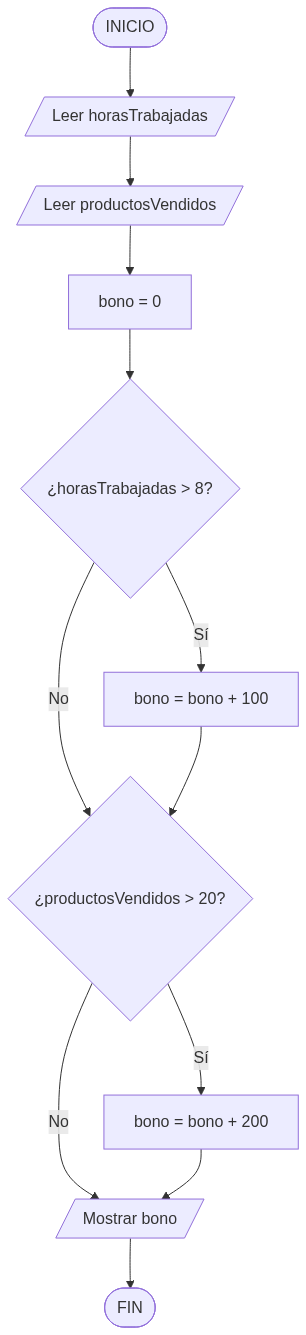 INICIO
Leer horasTrabajadas
Leer productosVendidos
bono = 0
¿horasTrabajadas > 8?
Sí
No
bono = bono + 100
¿productosVendidos > 20?
Sí
No
bono = bono + 200
Mostrar bono
FIN